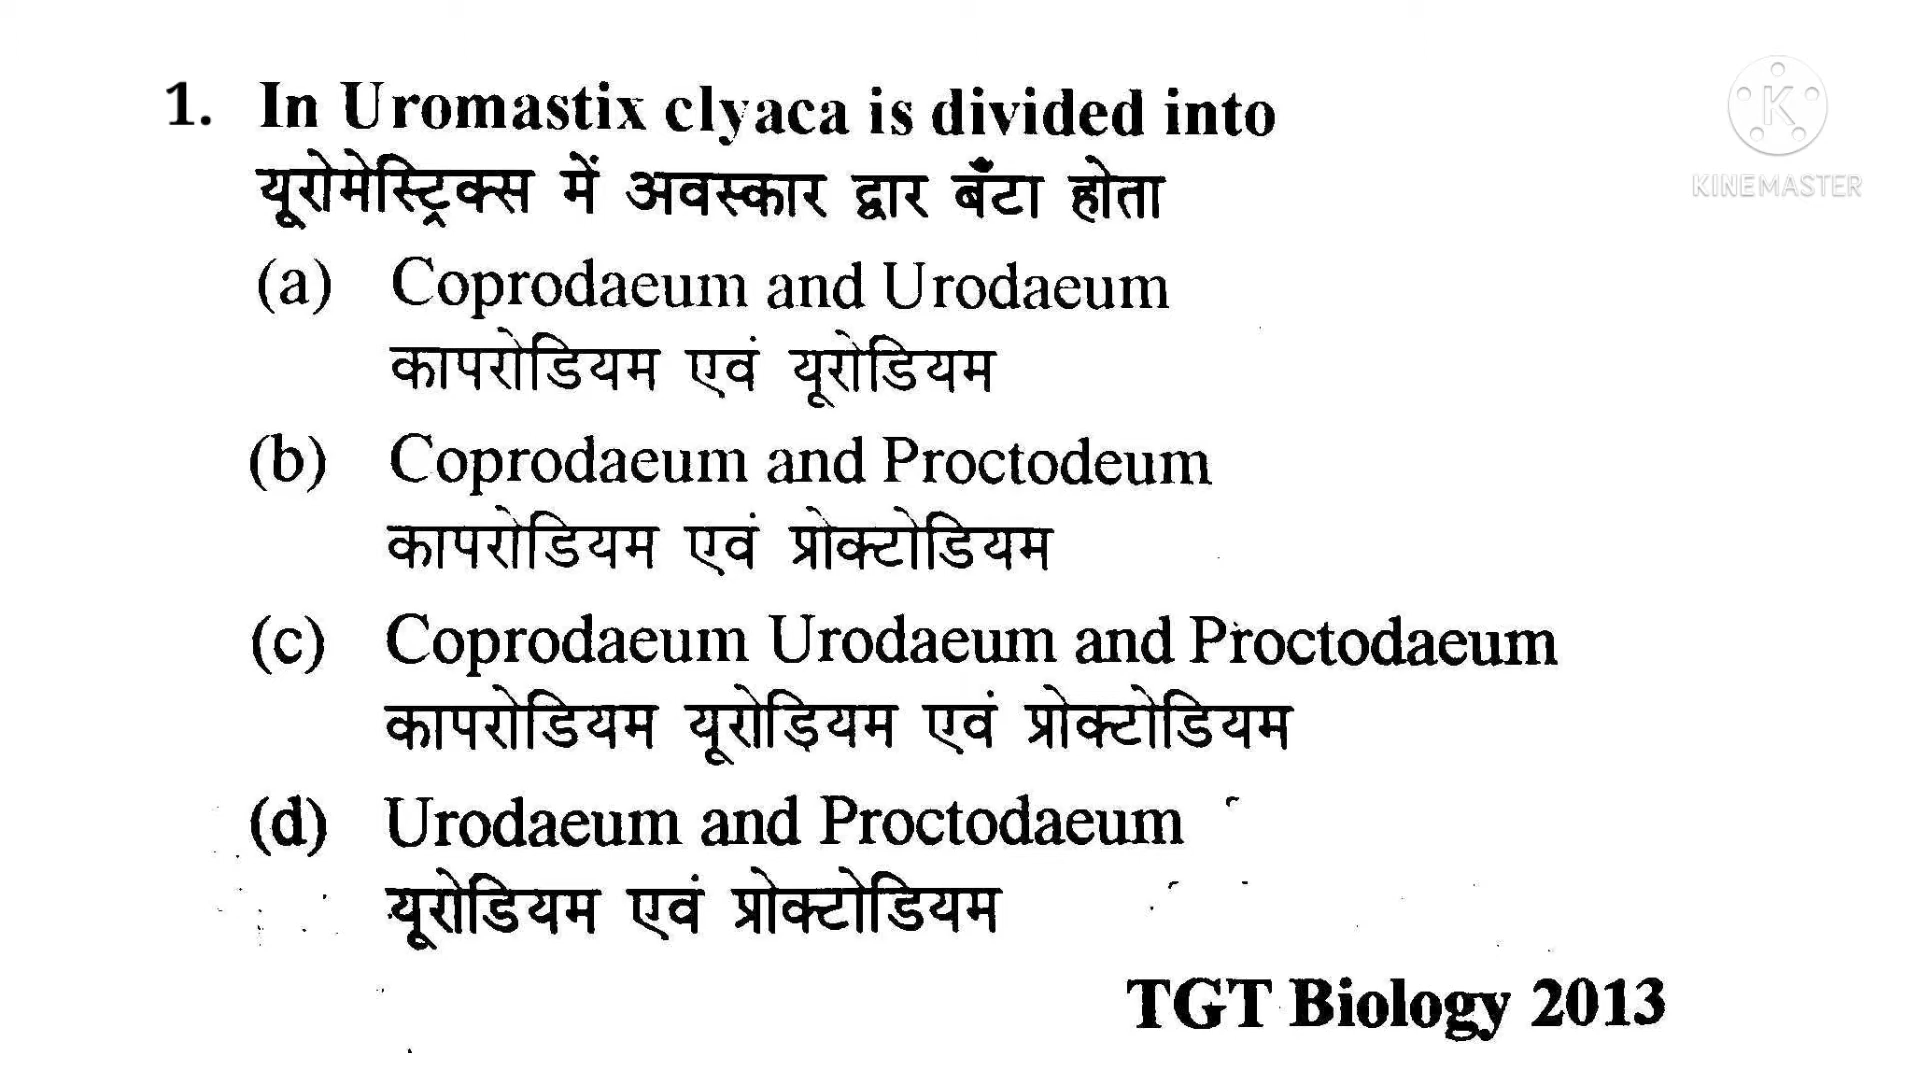 1. In Uromastix clyaca is divided into
यूरोमेस्ट्रिक्स में अवस्कार द्वार बँटा होता
(a) Coprodaeum and Urodaeum
कापरोडियम एवं यूरोडियम
(b) Coprodaeum and Proctodeum
कापरोडियम एवं प्रोक्टोडियम
(c) Coprodaeum Urodaeum and Proctodaeum
कापरोडियम यूरोड़ियम एवं प्रोक्टोडियम
(d) Urodaeum and Proctodaeum
यूरोडियम एवं प्रोक्टोडियम
TGT Biology 2013
K
KINEMASTER